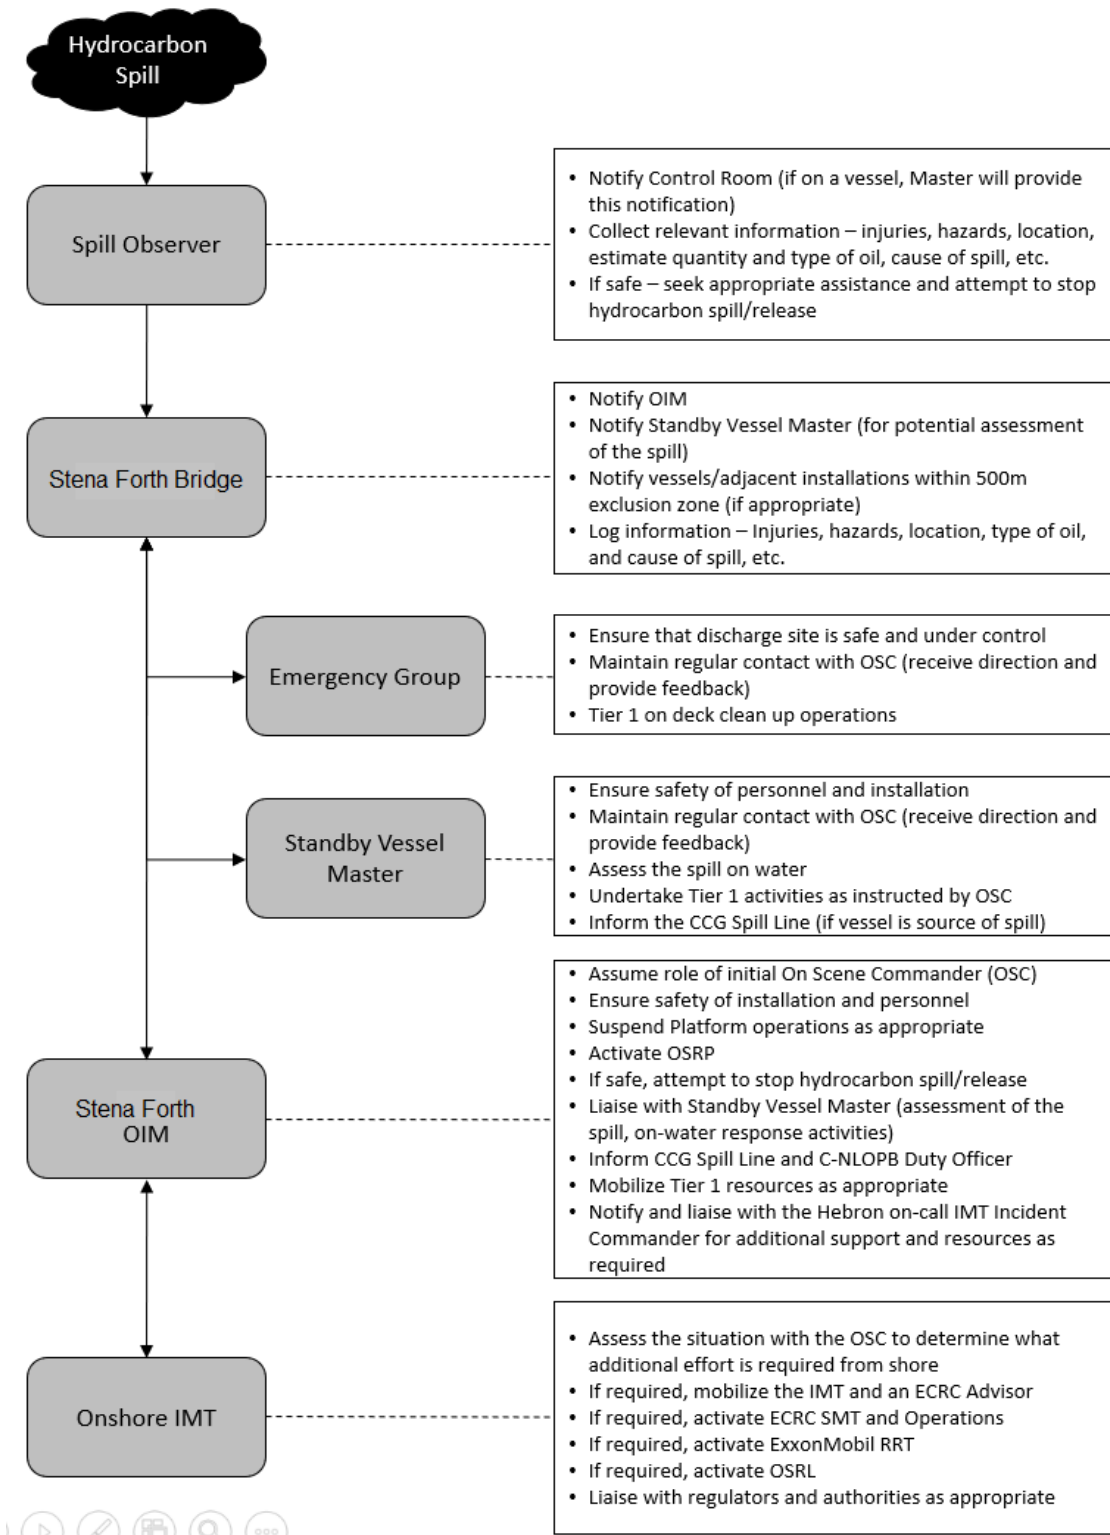 Hydrocarbon
Spill
Spill Observer
• Notify Control Room (if on a vessel, Master will provide
this notification)
• Collect relevant information – injuries, hazards, location,
estimate quantity and type of oil, cause of spill, etc.
• If safe – seek appropriate assistance and attempt to stop
hydrocarbon spill/release
Stena Forth Bridge
• Notify OIM
• Notify Standby Vessel Master (for potential assessment
of the spill)
• Notify vessels/adjacent installations within 500m
exclusion zone (if appropriate)
• Log information – Injuries, hazards, location, type of oil,
and cause of spill, etc.
Emergency Group
• Ensure that discharge site is safe and under control
• Maintain regular contact with OSC (receive direction and
provide feedback)
• Tier 1 on deck clean up operations
Standby Vessel
Master
• Ensure safety of personnel and installation
• Maintain regular contact with OSC (receive direction and
provide feedback)
• Assess the spill on water
• Undertake Tier 1 activities as instructed by OSC
• Inform the CCG Spill Line (if vessel is source of spill)
Stena Forth
OIM
• Assume role of initial On Scene Commander (OSC)
• Ensure safety of installation and personnel
• Suspend Platform operations as appropriate
• Activate OSRP
• If safe, attempt to stop hydrocarbon spill/release
• Liaise with Standby Vessel Master (assessment of the
spill, on-water response activities)
• Inform CCG Spill Line and C-NLOPB Duty Officer
• Mobilize Tier 1 resources as appropriate
• Notify and liaise with the Hebron on-call IMT Incident
Commander for additional support and resources as
required
Onshore IMT
• Assess the situation with the OSC to determine what
additional effort is required from shore
• If required, mobilize the IMT and an ECRC Advisor
• If required, activate ECRC SMT and Operations
• If required, activate ExxonMobil RRT
• If required, activate OSRL
• Liaise with regulators and authorities as appropriate